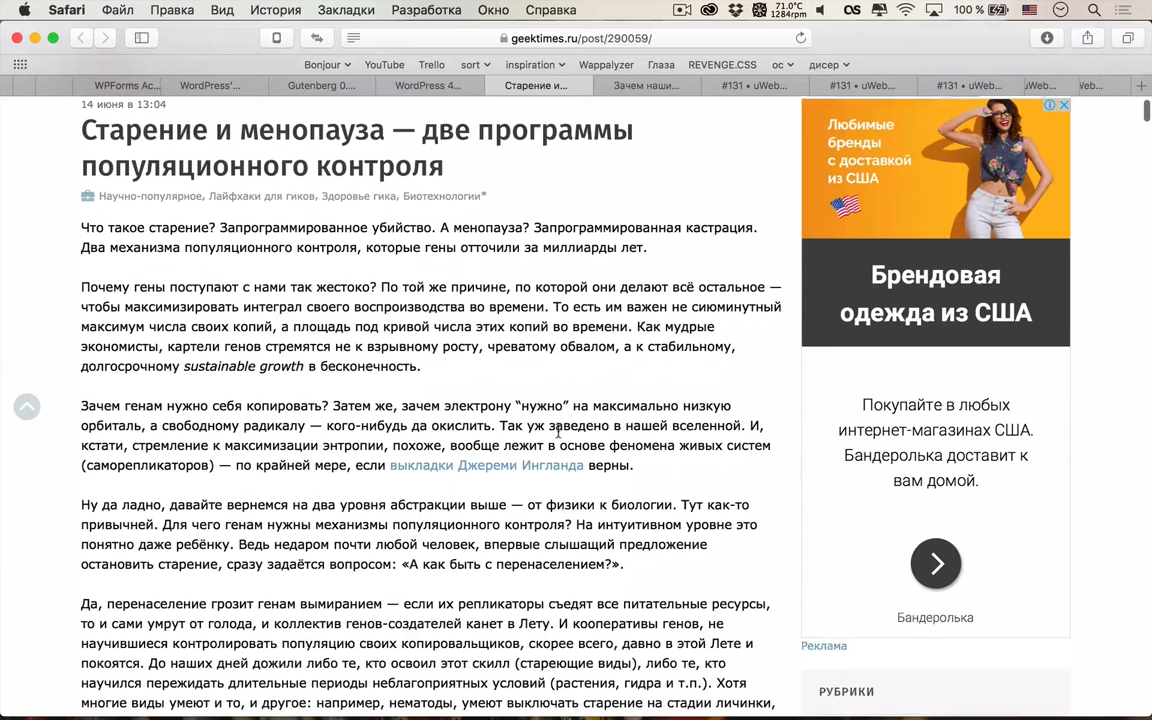 Safari Файл Правка Вид История Закладки Разработка Окно Справка 71.0°C 1284rpm 100 %
geektimes.ru/post/290059/
Bonjour YouTube Trello sort inspiration Wappalyzer Глаза REVENGE.CSS ос дисер
WPForms Ac... WordPress'... Gutenberg 0.... WordPress 4... Старение и... Зачем наши... #131 • uWeb... #131 • uWeb... #131 • uWeb... uWeb... Veb...
14 июня в 13:04
Старение и менопауза — две программы
популяционного контроля
Научно-популярное, Лайфхаки для гиков, Здоровье гика, Биотехнологии*
Что такое старение? Запрограммированное убийство. А менопауза? Запрограммированная кастрация.
Два механизма популяционного контроля, которые гены отточили за миллиарды лет.
Почему гены поступают с нами так жестоко? По той же причине, по которой они делают всё остальное —
чтобы максимизировать интеграл своего воспроизводства во времени. То есть им важен не сиюминутный
максимум числа своих копий, а площадь под кривой числа этих копий во времени. Как мудрые
экономисты, картели генов стремятся не к взрывному росту, чреватому обвалом, а к стабильному,
долгосрочному sustainable growth в бесконечность.
Зачем генам нужно себя копировать? Затем же, зачем электрону “нужно” на максимально низкую
орбиталь, а свободному радикалу — кого-нибудь да окислить. Так уж заведено в нашей вселенной. И,
кстати, стремление к максимизации энтропии, похоже, вообще лежит в основе феномена живых систем
(саморепликаторов) — по крайней мере, если выкладки Джереми Ингланда верны.
Ну да ладно, давайте вернемся на два уровня абстракции выше — от физики к биологии. Тут как-то
привычней. Для чего генам нужны механизмы популяционного контроля? На интуитивном уровне это
понятно даже ребёнку. Ведь недаром почти любой человек, впервые слышащий предложение
остановить старение, сразу задаётся вопросом: «А как быть с перенаселением?».
Да, перенаселение грозит генам вымиранием — если их репликаторы съедят все питательные ресурсы,
то и сами умрут от голода, и коллектив генов-создателей канет в Лету. И кооперативы генов, не
научившиеся контролировать популяцию своих копировальщиков, скорее всего, давно в этой Лете и
покоятся. До наших дней дожили либо те, кто освоил этот скилл (стареющие виды), либо те, кто
научился пережидать длительные периоды неблагоприятных условий (растения, гидра и т.п.). Хотя
многие виды умеют и то, и другое: например, нематоды, умеют выключать старение на стадии личинки,
Любимые
бренды
с доставкой
из США
Брендовая
одежда из США
Покупайте в любых
интернет-магазинах США.
Бандеролька доставит к
вам домой.
Бандеролька
Реклама
РУБРИКИ